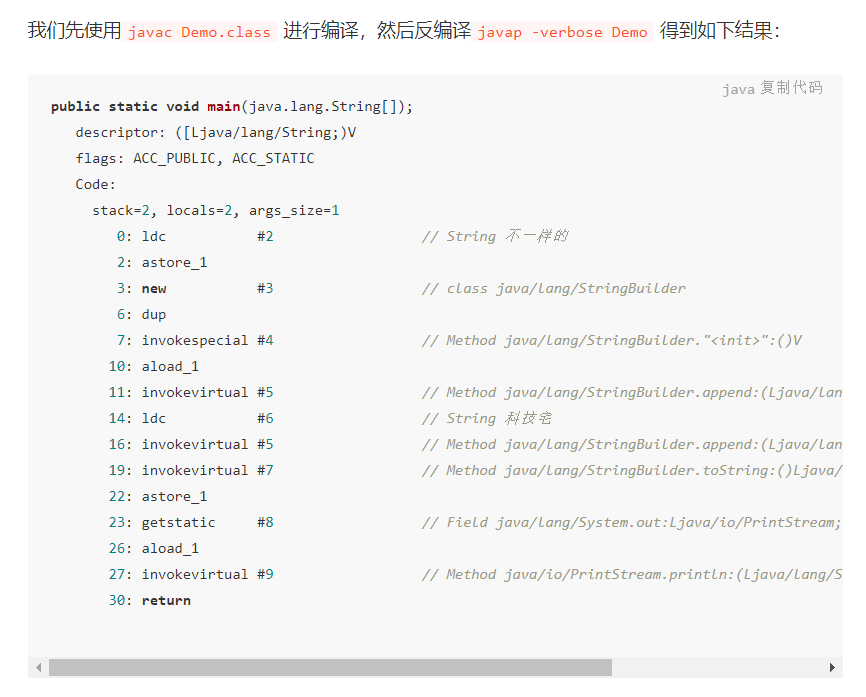 我们先使用 javac Demo.class 进行编译，然后反编译 javap -verbose Demo 得到如下结果：
java 复制代码
public static void main(java.lang.String[]);
descriptor: ([Ljava/lang/String;)V
flags: ACC_PUBLIC, ACC_STATIC
Code:
stack=2, locals=2, args_size=1
0: ldc #2 // String 不一样的
2: astore_1
3: new #3 // class java/lang/StringBuilder
6: dup
7: invokespecial #4 // Method java/lang/StringBuilder."<init>":()V
10: aload_1
11: invokevirtual #5 // Method java/lang/StringBuilder.append:(Ljava/lan
14: ldc #6 // String 科技宅
16: invokevirtual #5 // Method java/lang/StringBuilder.append:(Ljava/lan
19: invokevirtual #7 // Method java/lang/StringBuilder.toString:()Ljava/
22: astore_1
23: getstatic #8 // Field java/lang/System.out:Ljava/io/PrintStream;
26: aload_1
27: invokevirtual #9 // Method java/io/PrintStream.println:(Ljava/lang/S
30: return